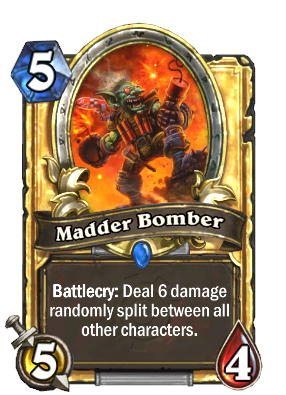 5
Madder Bomber
Battlecry: Deal 6 damage
randomly split between all
other characters.
5
4